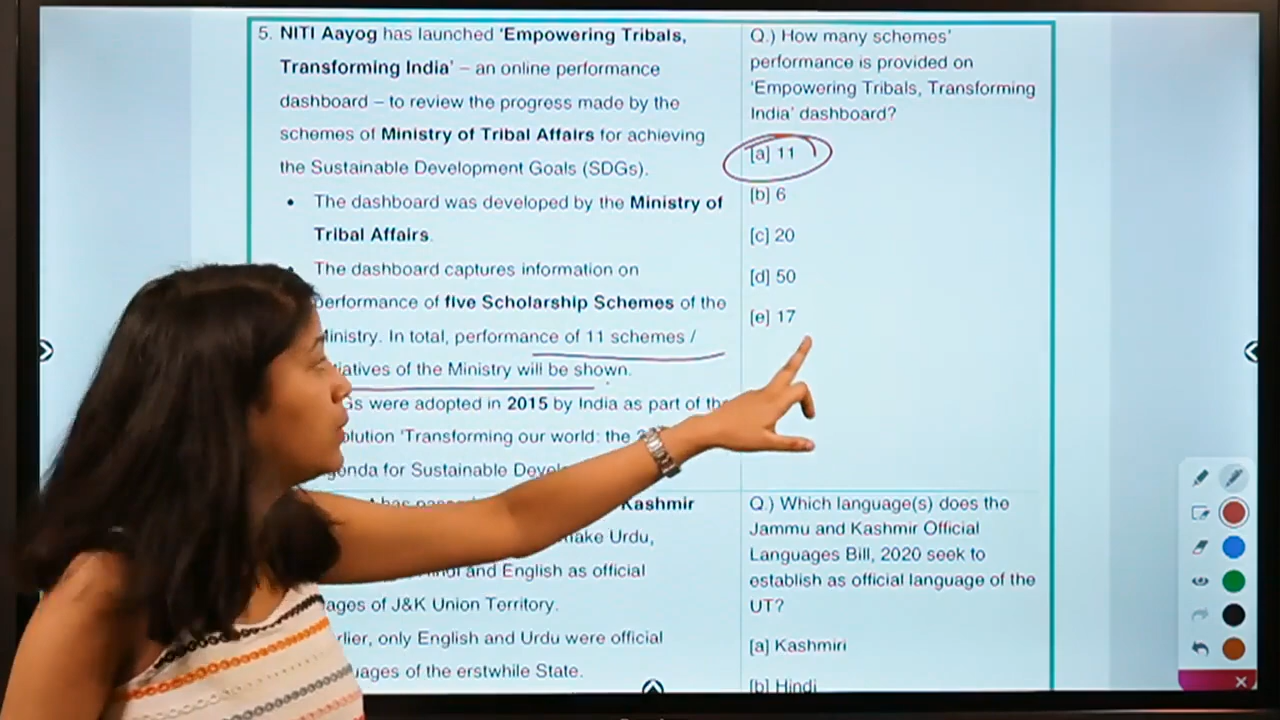 5. NITI Aayog has launched 'Empowering Tribals,
Transforming India' – an online performance
dashboard – to review the progress made by the
schemes of Ministry of Tribal Affairs for achieving
the Sustainable Development Goals (SDGs).
• The dashboard was developed by the Ministry of
Tribal Affairs.
The dashboard captures information on
performance of five Scholarship Schemes of the
Ministry. In total, performance of 11 schemes /
iatives of the Ministry will be shown.
Gs were adopted in 2015 by India as part of the
olution 'Transforming our world: the
genda for Sustainable Devel
Kashmir
make Urdu,
and English as official
ages of J&K Union Territory.
rlier, only English and Urdu were official
uages of the erstwhile State.
Q.) How many schemes'
performance is provided on
'Empowering Tribals, Transforming
India' dashboard?
[a] 11
[b] 6
[c] 20
[d] 50
[e] 17
Q.) Which language(s) does the
Jammu and Kashmir Official
Languages Bill, 2020 seek to
establish as official language of the
UT?
[a] Kashmiri
[b] Hindi